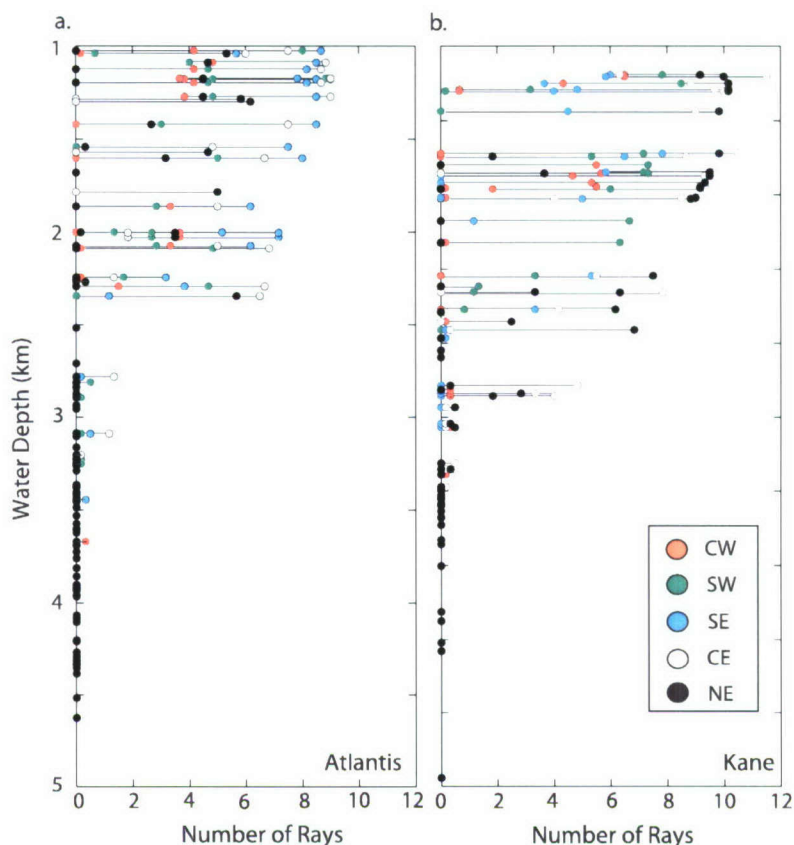 a.
b.
1
2
3
4
5
Water Depth (km)
0 2 4 6 8 10 12
0 2 4 6 8 10 12
Number of Rays
Number of Rays
Atlantis
Kane
CW
SW
SE
CE
NE